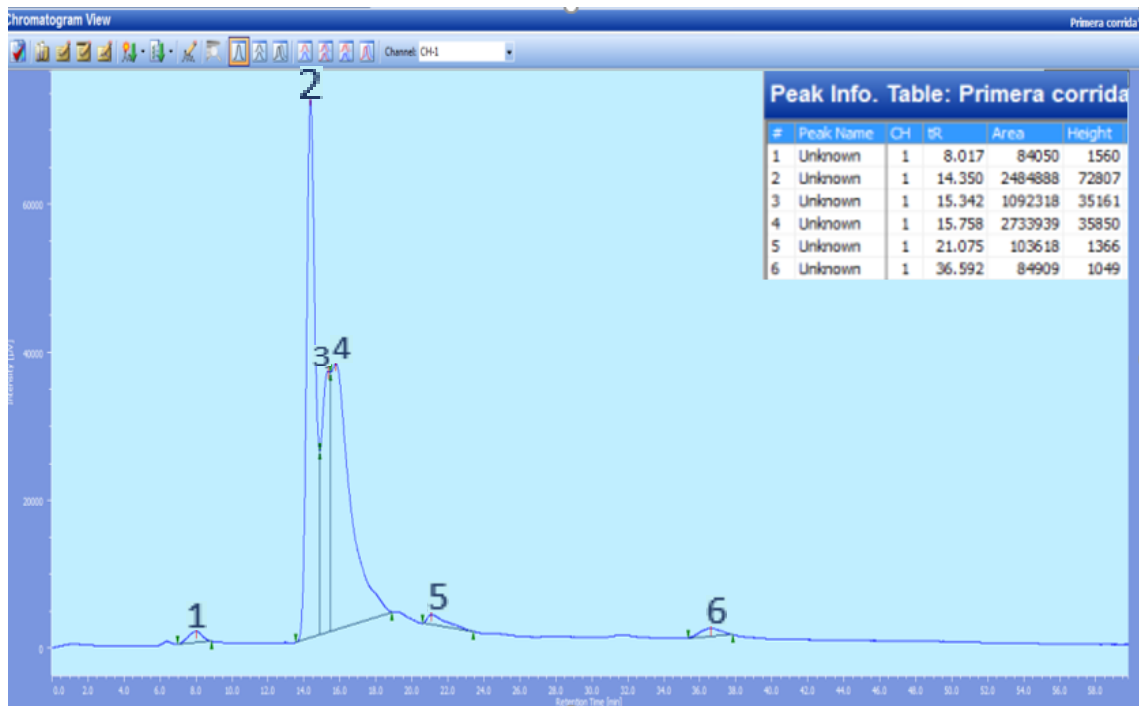 Chromatogram View
Primera corrida
Channel: CH-1
Peak Info. Table: Primera corrida
# Peak Name CH tR Area Height
1 Unknown 1 8.017 84050 1560
2 Unknown 1 14.350 2484888 72807
3 Unknown 1 15.342 1092318 35161
4 Unknown 1 15.758 2733939 35850
5 Unknown 1 21.075 103618 1366
6 Unknown 1 36.592 84909 1049
2
60000
3 4
40000
20000
1
5
6
0
0.0 2.0 4.0 6.0 8.0 10.0 12.0 14.0 16.0 18.0 20.0 22.0 24.0 26.0 28.0 30.0 32.0 34.0 36.0 38.0 40.0 42.0 44.0 46.0 48.0 50.0 52.0 54.0 56.0 58.0
Retention Time [min]